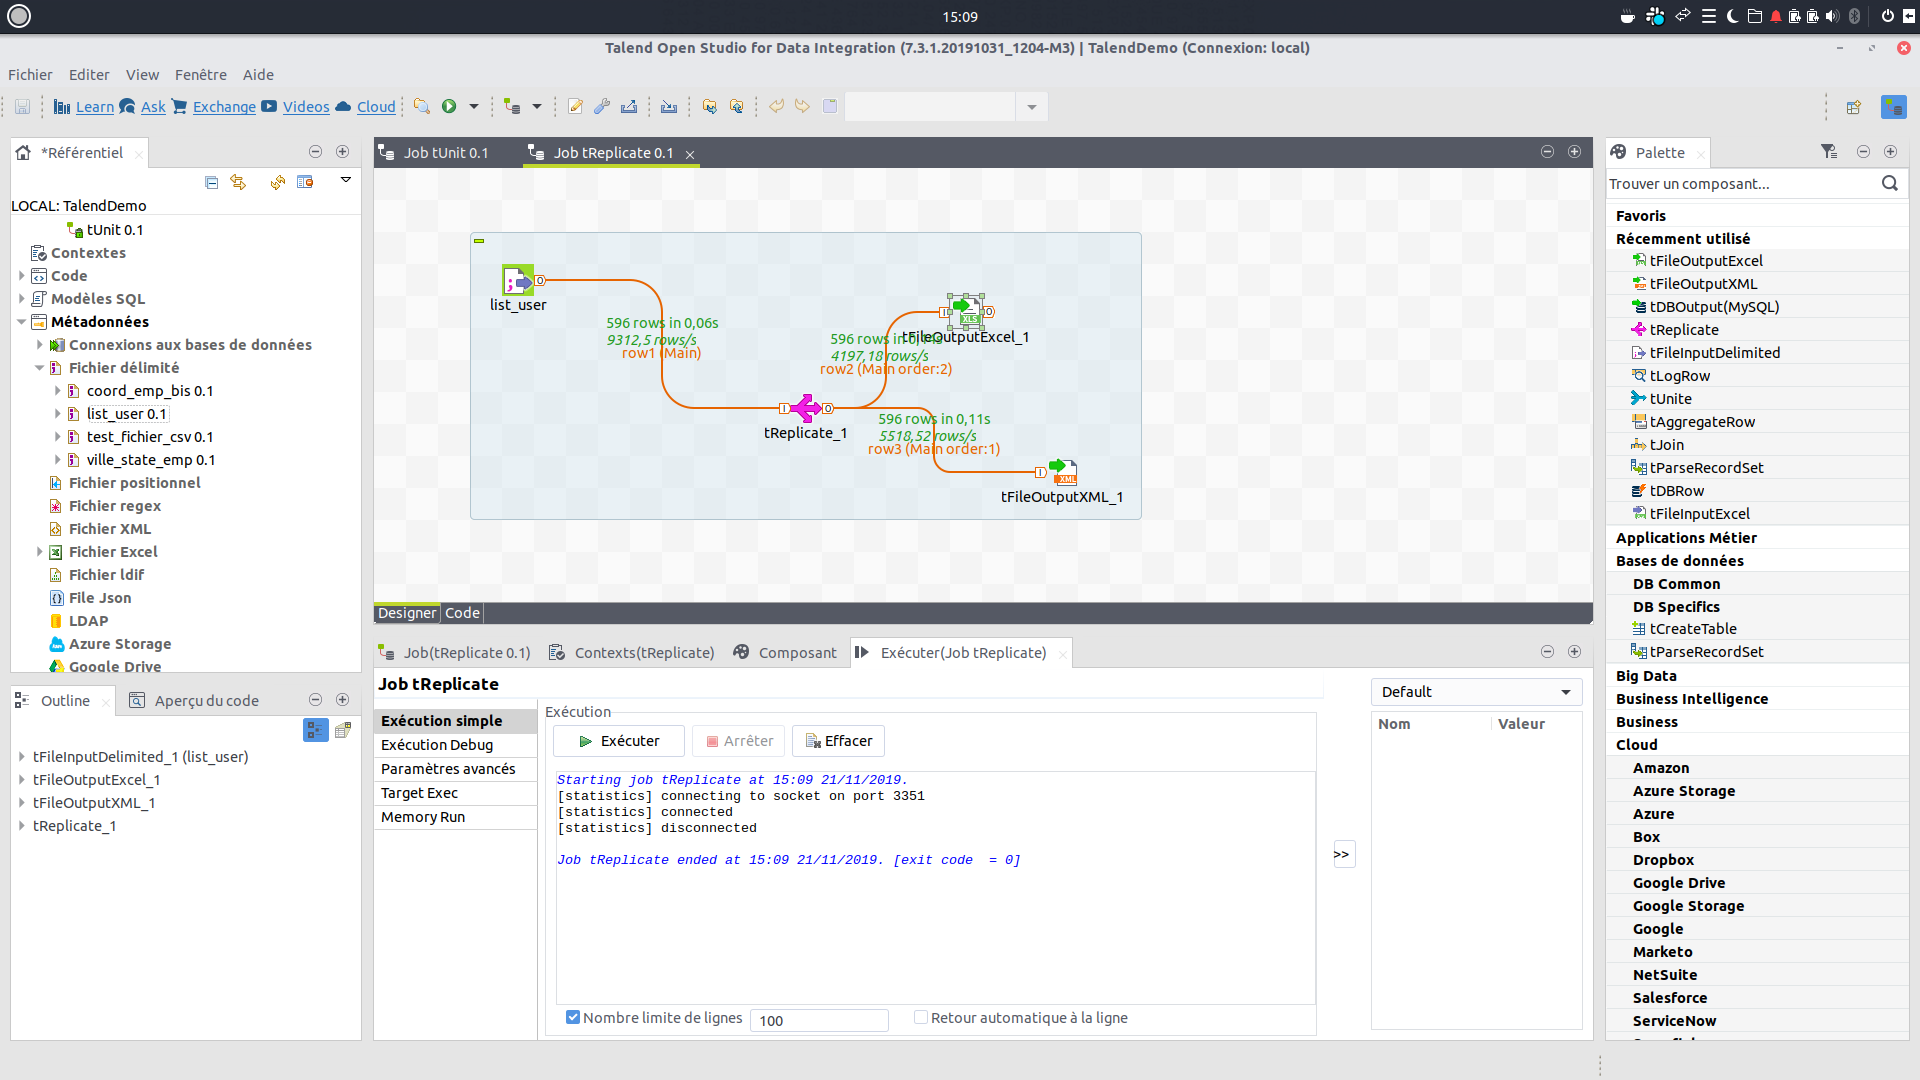 15:09
Talend Open Studio for Data Integration (7.3.1.20191031_1204-M3) | TalendDemo (Connexion: local)
Fichier Editer View Fenêtre Aide
Learn Ask Exchange Videos Cloud
*Référentiel
LOCAL: TalendDemo
tUnit 0.1
Contextes
Code
Modèles SQL
Métadonnées
Connexions aux bases de données
Fichier délimité
coord_emp_bis 0.1
list_user 0.1
test_fichier_csv 0.1
ville_state_emp 0.1
Fichier positionnel
Fichier regex
Fichier XML
Fichier Excel
Fichier ldif
File Json
LDAP
Azure Storage
Google Drive
Outline Aperçu du code
tFileInputDelimited_1 (list_user)
tFileOutputExcel_1
tFileOutputXML_1
tReplicate_1
Job tUnit 0.1 Job tReplicate 0.1
list_user
596 rows in 0,06s
9312,5 rows/s
row1 (Main)
tReplicate_1
596 rows in
4197,18 rows/s
row2 (Main order:2)
tFileOutputExcel_1
596 rows in 0,11s
5518,52 rows/s
row3 (Main order:1)
tFileOutputXML_1
XLS
XML
Designer Code
Job(tReplicate 0.1) Contexts(tReplicate) Composant Exécuter(Job tReplicate)
Job tReplicate
Exécution simple
Exécution Debug
Paramètres avancés
Target Exec
Memory Run
Exécution
Exécuter Arrêter Effacer
Starting job tReplicate at 15:09 21/11/2019.
[statistics] connecting to socket on port 3351
[statistics] connected
[statistics] disconnected
Job tReplicate ended at 15:09 21/11/2019. [exit code  = 0]
Nombre limite de lignes 100 Retour automatique à la ligne
>>
Default
Nom Valeur
Palette
Trouver un composant...
Favoris
Récemment utilisé
tFileOutputExcel
tFileOutputXML
tDBOutput(MySQL)
tReplicate
tFileInputDelimited
tLogRow
tUnite
tAggregateRow
tJoin
tParseRecordSet
tDBRow
tFileInputExcel
Applications Métier
Bases de données
DB Common
DB Specifics
tCreateTable
tParseRecordSet
Big Data
Business Intelligence
Business
Cloud
Amazon
Azure Storage
Azure
Box
Dropbox
Google Drive
Google Storage
Google
Marketo
NetSuite
Salesforce
ServiceNow